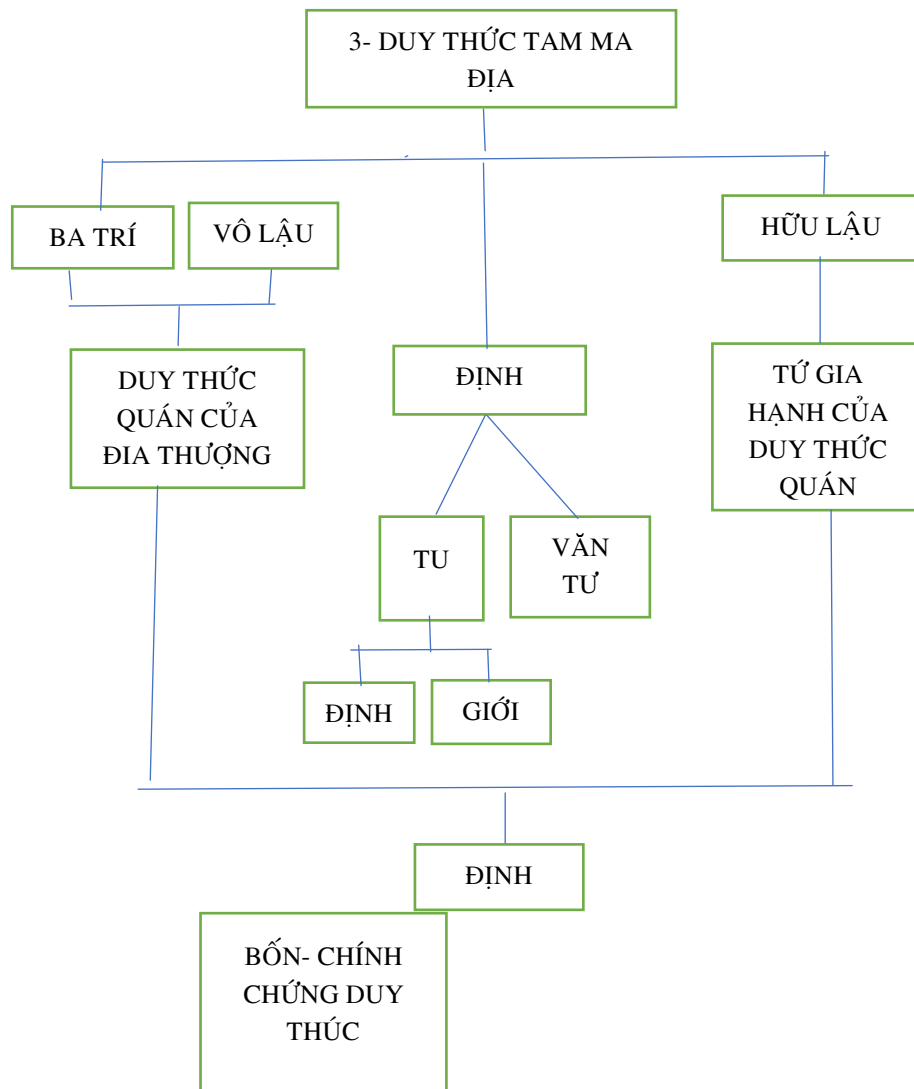 3- DUY THỨC TAM MA
ĐỊA
BA TRÍ
VÔ LẬU
HỮU LẬU
DUY THỨC
QUÁN CỦA
ĐIA THƯỢNG
ĐỊNH
TỨ GIA
HẠNH CỦA
DUY THỨC
QUÁN
TU
VĂN
TƯ
ĐỊNH
GIỚI
ĐỊNH
BỐN- CHÍNH
CHỨNG DUY
THÚC